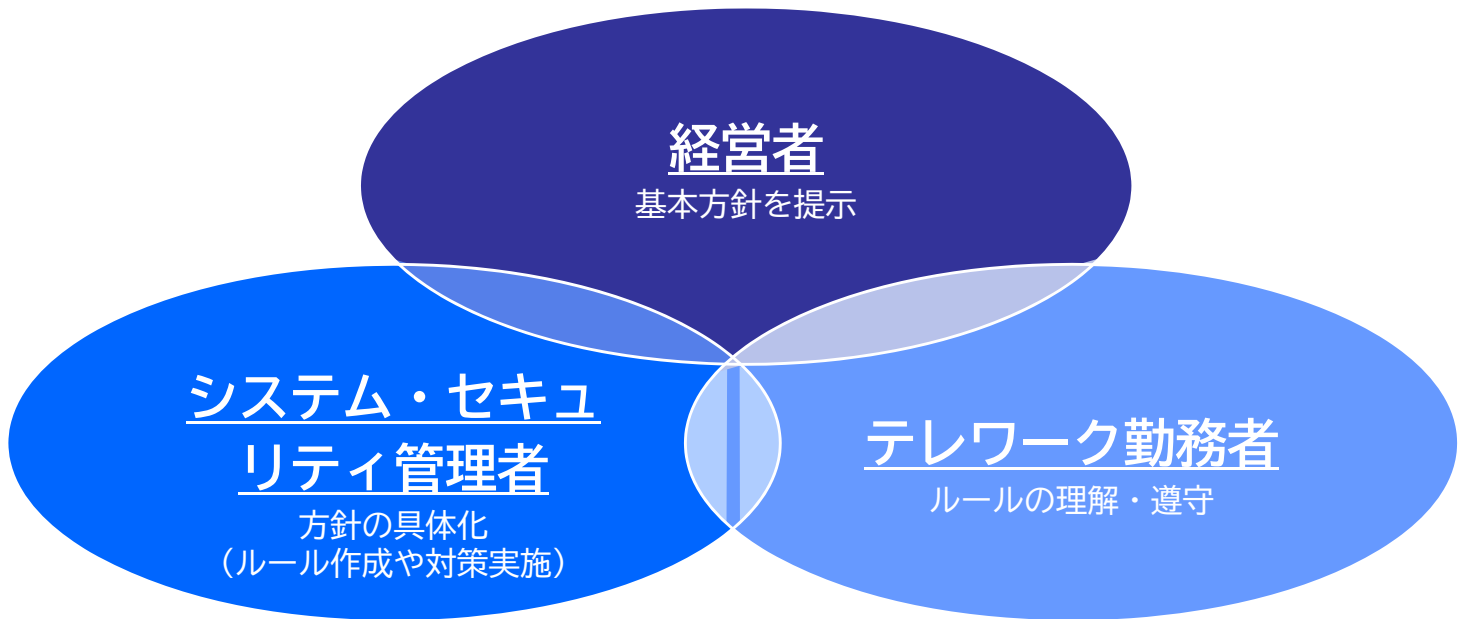 経営者
基本方針を提示
システム・セキュ
リティ管理者
方針の具体化
（ルール作成や対策実施）
テレワーク勤務者
ルールの理解・遵守